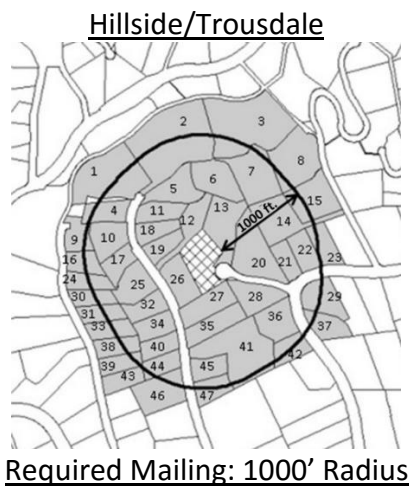 Hillside/Trousdale
2 3
1 8
5 6 7
4 11 13 15
12 14
9 10 18
16 17 19 20 21 22 23
24 25 26
30 32 27 28 29
31
33 34 35 36 37
38 40 41 42
39 43 44 45
46 47
1000 ft.
Required Mailing: 1000' Radius